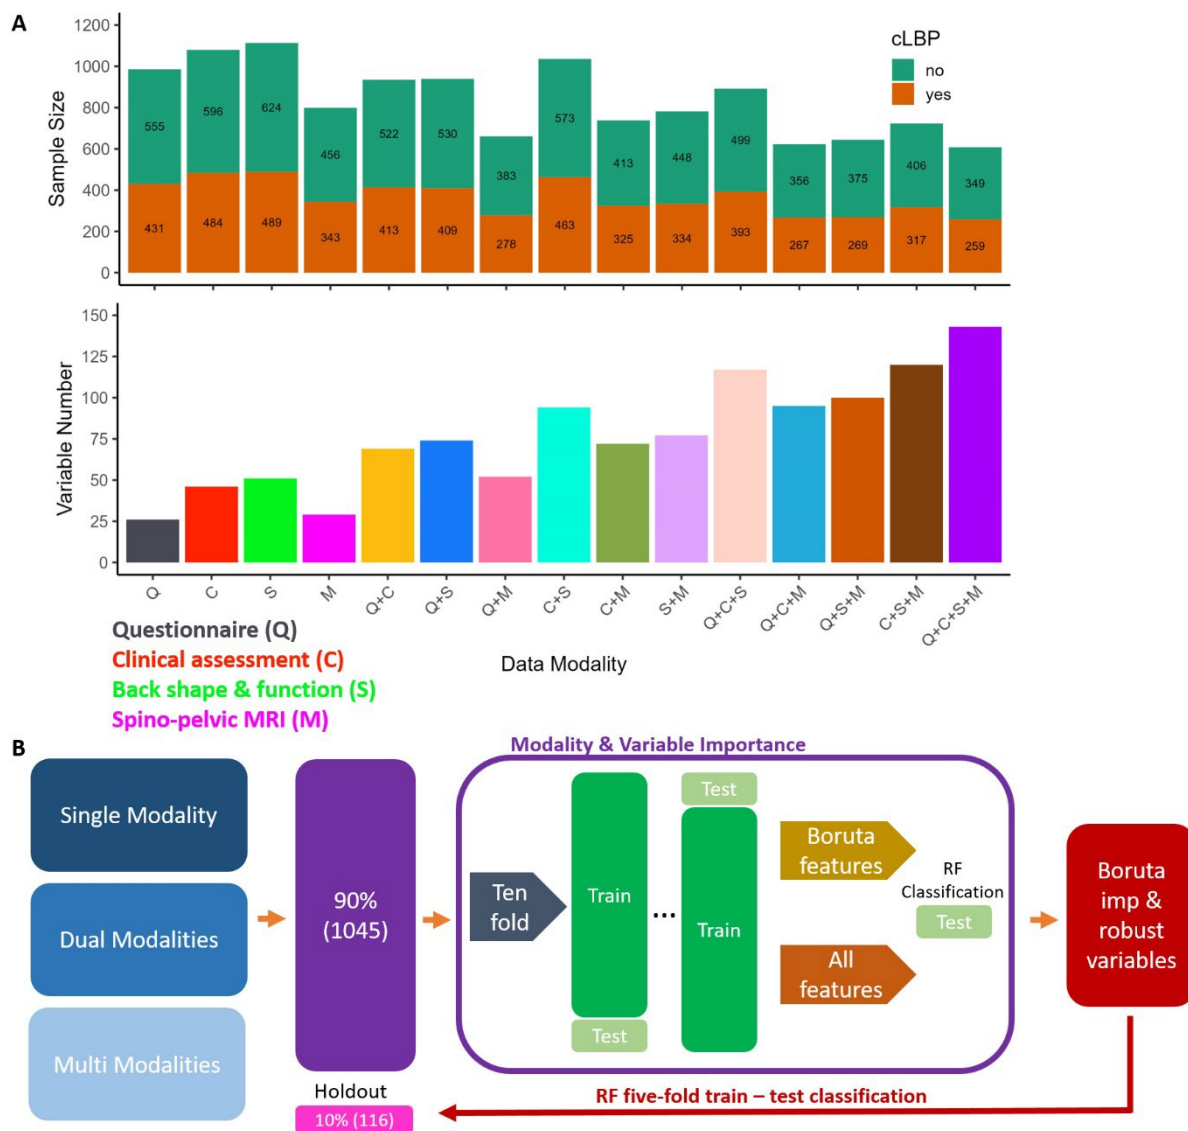 A
1200
1000
800
600
400
200
0
Sample Size
cLBP
no
yes
555 596 624 456 522 530 383 573 413 448 499 356 375 406 349
431 484 489 343 413 409 278 463 325 334 393 267 269 317 259
150
125
100
75
50
25
0
Variable Number
Q C S M Q+C Q+S Q+M C+S C+M S+M Q+C+S Q+C+M Q+S+M C+S+M Q+C+S+M
Data Modality
Questionnaire (Q)
Clinical assessment (C)
Back shape & function (S)
Spino-pelvic MRI (M)
B
Single Modality
Dual Modalities
Multi Modalities
90%
(1045)
Holdout
10% (116)
Modality & Variable Importance
Ten
fold
Train
Test
...
Test
Train
Boruta
features
All
features
RF
Classification
Test
Boruta
imp &
robust
variables
RF five-fold train – test classification